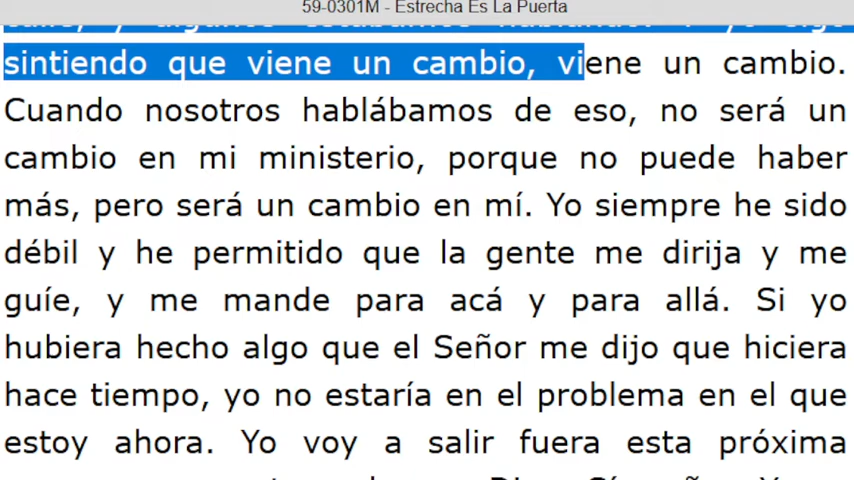 59-0301M - Estrecha Es La Puerta
sintiendo que viene un cambio, viene un cambio.
Cuando nosotros hablábamos de eso, no será un
cambio en mi ministerio, porque no puede haber
más, pero será un cambio en mí. Yo siempre he sido
débil y he permitido que la gente me dirija y me
guíe, y me mande para acá y para allá. Si yo
hubiera hecho algo que el Señor me dijo que hiciera
hace tiempo, yo no estaría en el problema en el que
estoy ahora. Yo voy a salir fuera esta próxima